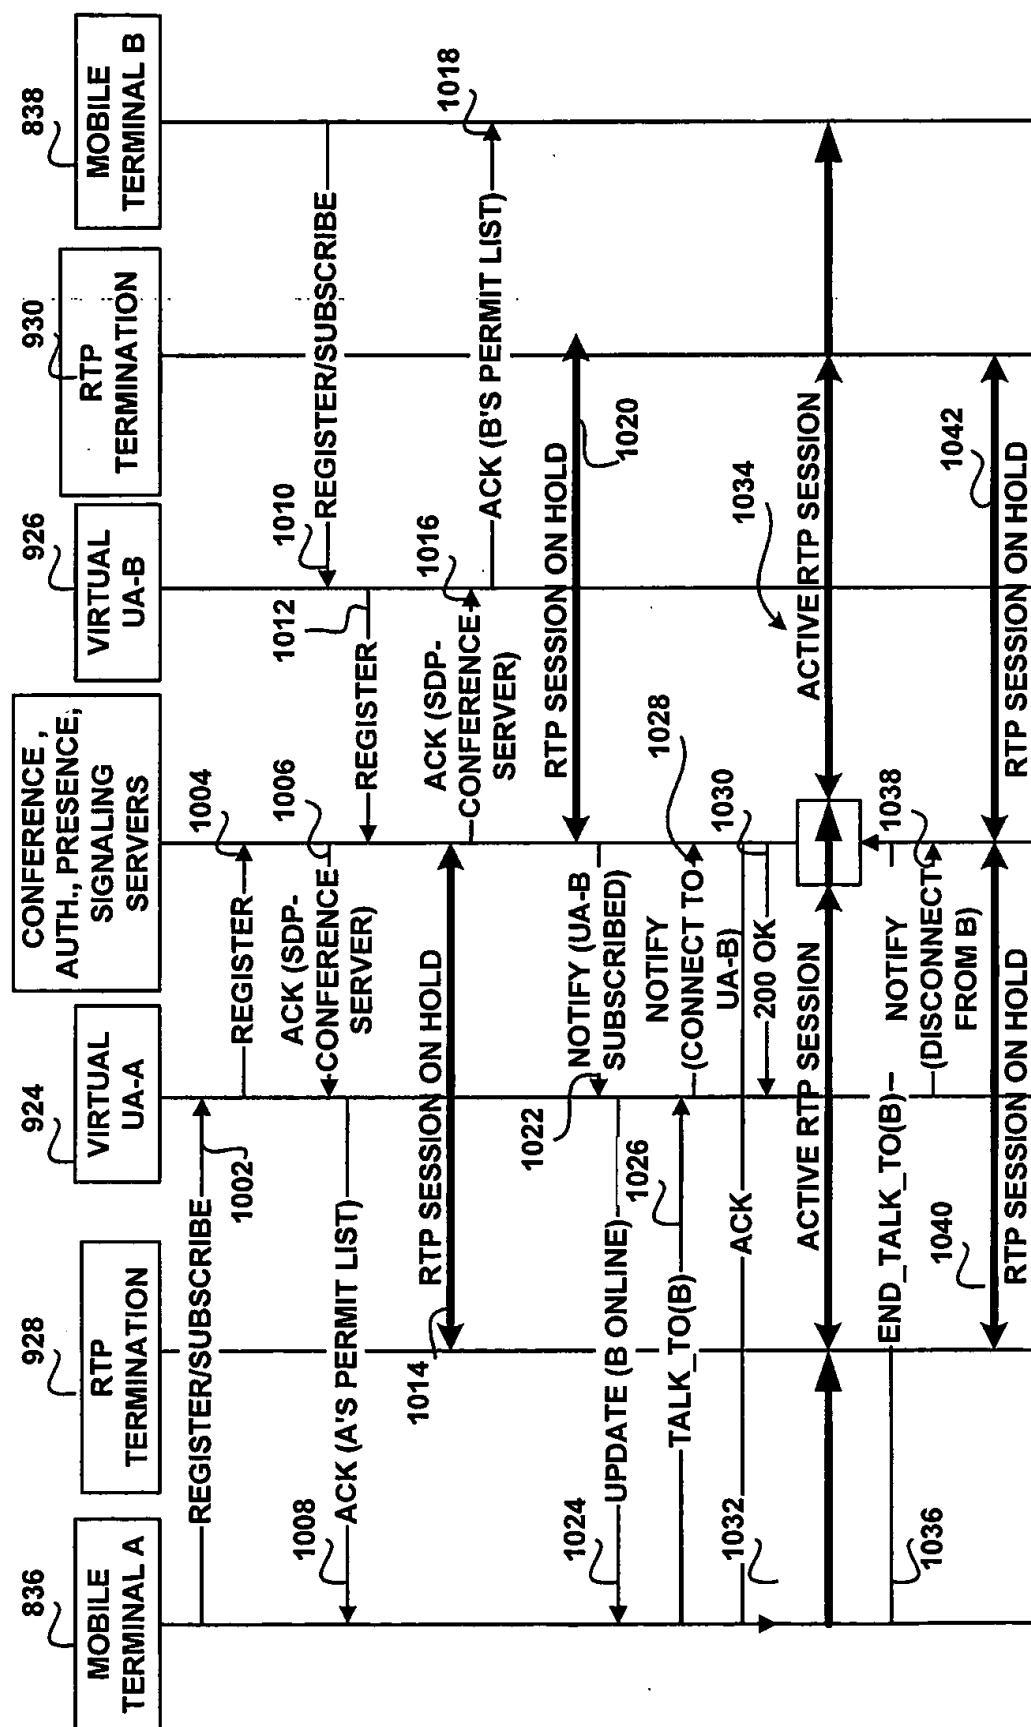 836
MOBILE
TERMINAL A
928
RTP
TERMINATION
924
VIRTUAL
UA-A
CONFERENCE,
AUTH., PRESENCE,
SIGNALING
SERVERS
926
VIRTUAL
UA-B
930
RTP
TERMINATION
838
MOBILE
TERMINAL B
REGISTER/SUBSCRIBE
1002
REGISTER
1004
ACK (SDP-
CONFERENCE
SERVER)
1006
ACK (A'S PERMIT LIST)
1008
REGISTER/SUBSCRIBE
1010
REGISTER
1012
RTP SESSION ON HOLD
1014
ACK (SDP-
CONFERENCE
SERVER)
1016
ACK (B'S PERMIT LIST)
1018
RTP SESSION ON HOLD
1020
NOTIFY (UA-B
SUBSCRIBED)
1022
UPDATE (B ONLINE)
1024
TALK_TO(B)
1026
NOTIFY
(CONNECT TO
UA-B)
1028
200 OK
1030
ACK
1032
ACTIVE RTP SESSION
ACTIVE RTP SESSION
1034
END_TALK_TO(B)
1036
NOTIFY
(DISCONNECT
FROM B)
1038
RTP SESSION ON HOLD
1040
RTP SESSION ON HOLD
1042